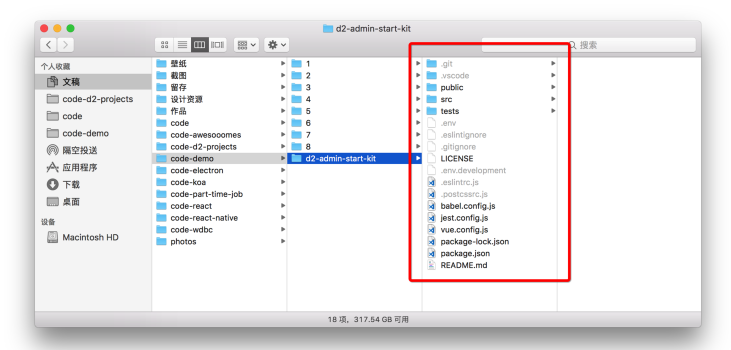 d2-admin-start-kit
搜索
个人收藏
文稿
code-d2-projects
code
code-demo
隔空投送
应用程序
下载
桌面
设备
Macintosh HD
壁纸
截图
留存
设计资源
作品
code
code-awesooomes
code-d2-projects
code-demo
code-electron
code-koa
code-part-time-job
code-react
code-react-native
code-wdbc
photos
1
2
3
4
5
6
7
8
d2-admin-start-kit
.git
.vscode
public
src
tests
.env
.eslintignore
.gitignore
LICENSE
.env.development
.eslintrc.js
.postcssrc.js
babel.config.js
jest.config.js
vue.config.js
package-lock.json
package.json
README.md
18 项，317.54 GB 可用